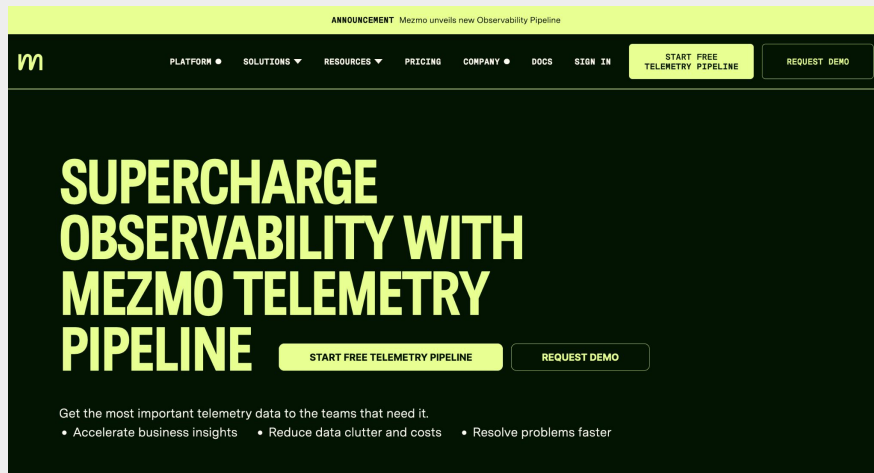 ANNOUNCEMENT Mezmo unveils new Observability Pipeline
m
PLATFORM SOLUTIONS RESOURCES PRICING COMPANY DOCS SIGN IN
START FREE
TELEMETRY PIPELINE
REQUEST DEMO
SUPERCHARGE
OBSERVABILITY WITH
MEZMO TELEMETRY
PIPELINE
START FREE TELEMETRY PIPELINE
REQUEST DEMO
Get the most important telemetry data to the teams that need it.
• Accelerate business insights • Reduce data clutter and costs • Resolve problems faster